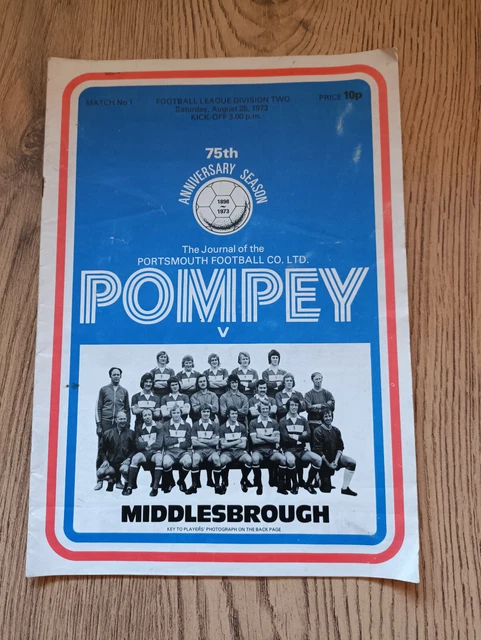 MATCH No 1
FOOTBALL LEAGUE DIVISION TWO
Saturday, August 25, 1973
KICK-OFF 3.00 p.m.
PRICE 10p
75th
ANNIVERSARY SEASON
1898
~
1973
The Journal of the
PORTSMOUTH FOOTBALL CO. LTD.
POMPEY
V
MIDDLESBROUGH
KEY TO PLAYERS' PHOTOGRAPH ON THE BACK PAGE